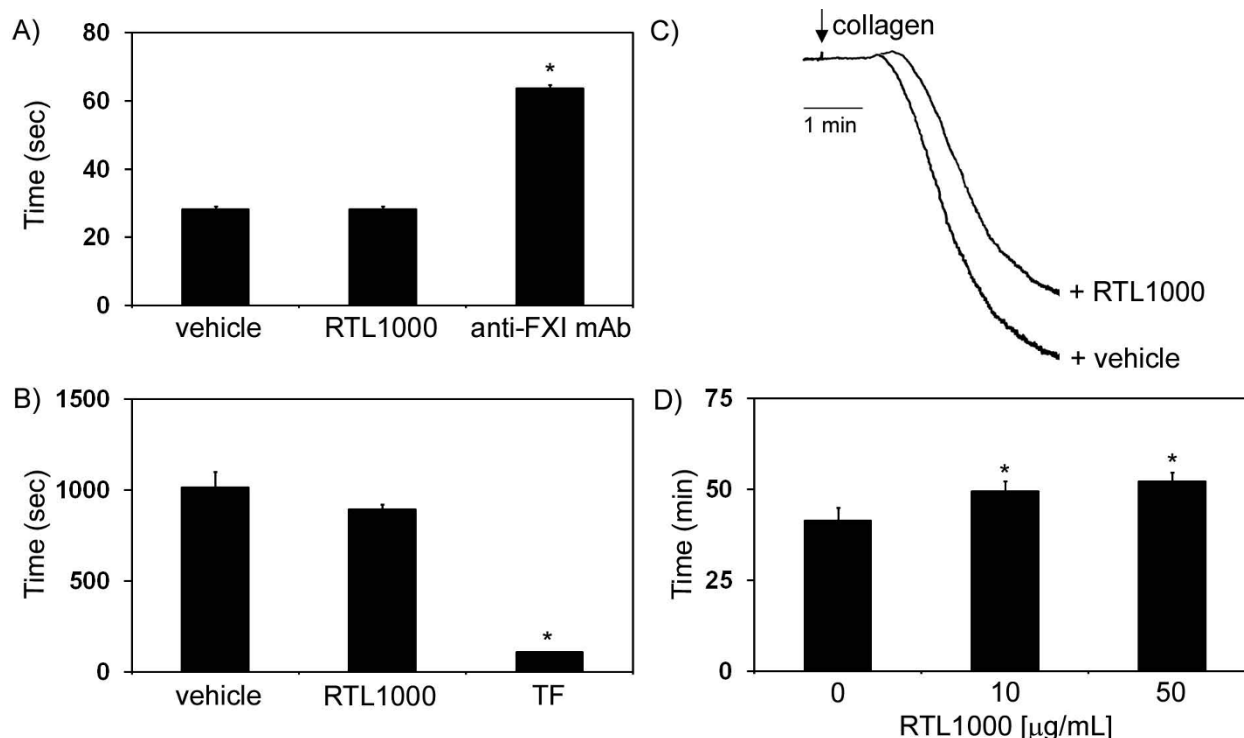 A)
Time (sec)
80
60
40
20
0
*
vehicle RTL1000 anti-FXI mAb
B)
Time (sec)
1500
1000
500
0
*
vehicle RTL1000 TF
C)
collagen
1 min
+ RTL1000
+ vehicle
D)
Time (min)
75
50
25
0
* *
0 10 50
RTL1000 [µg/mL]